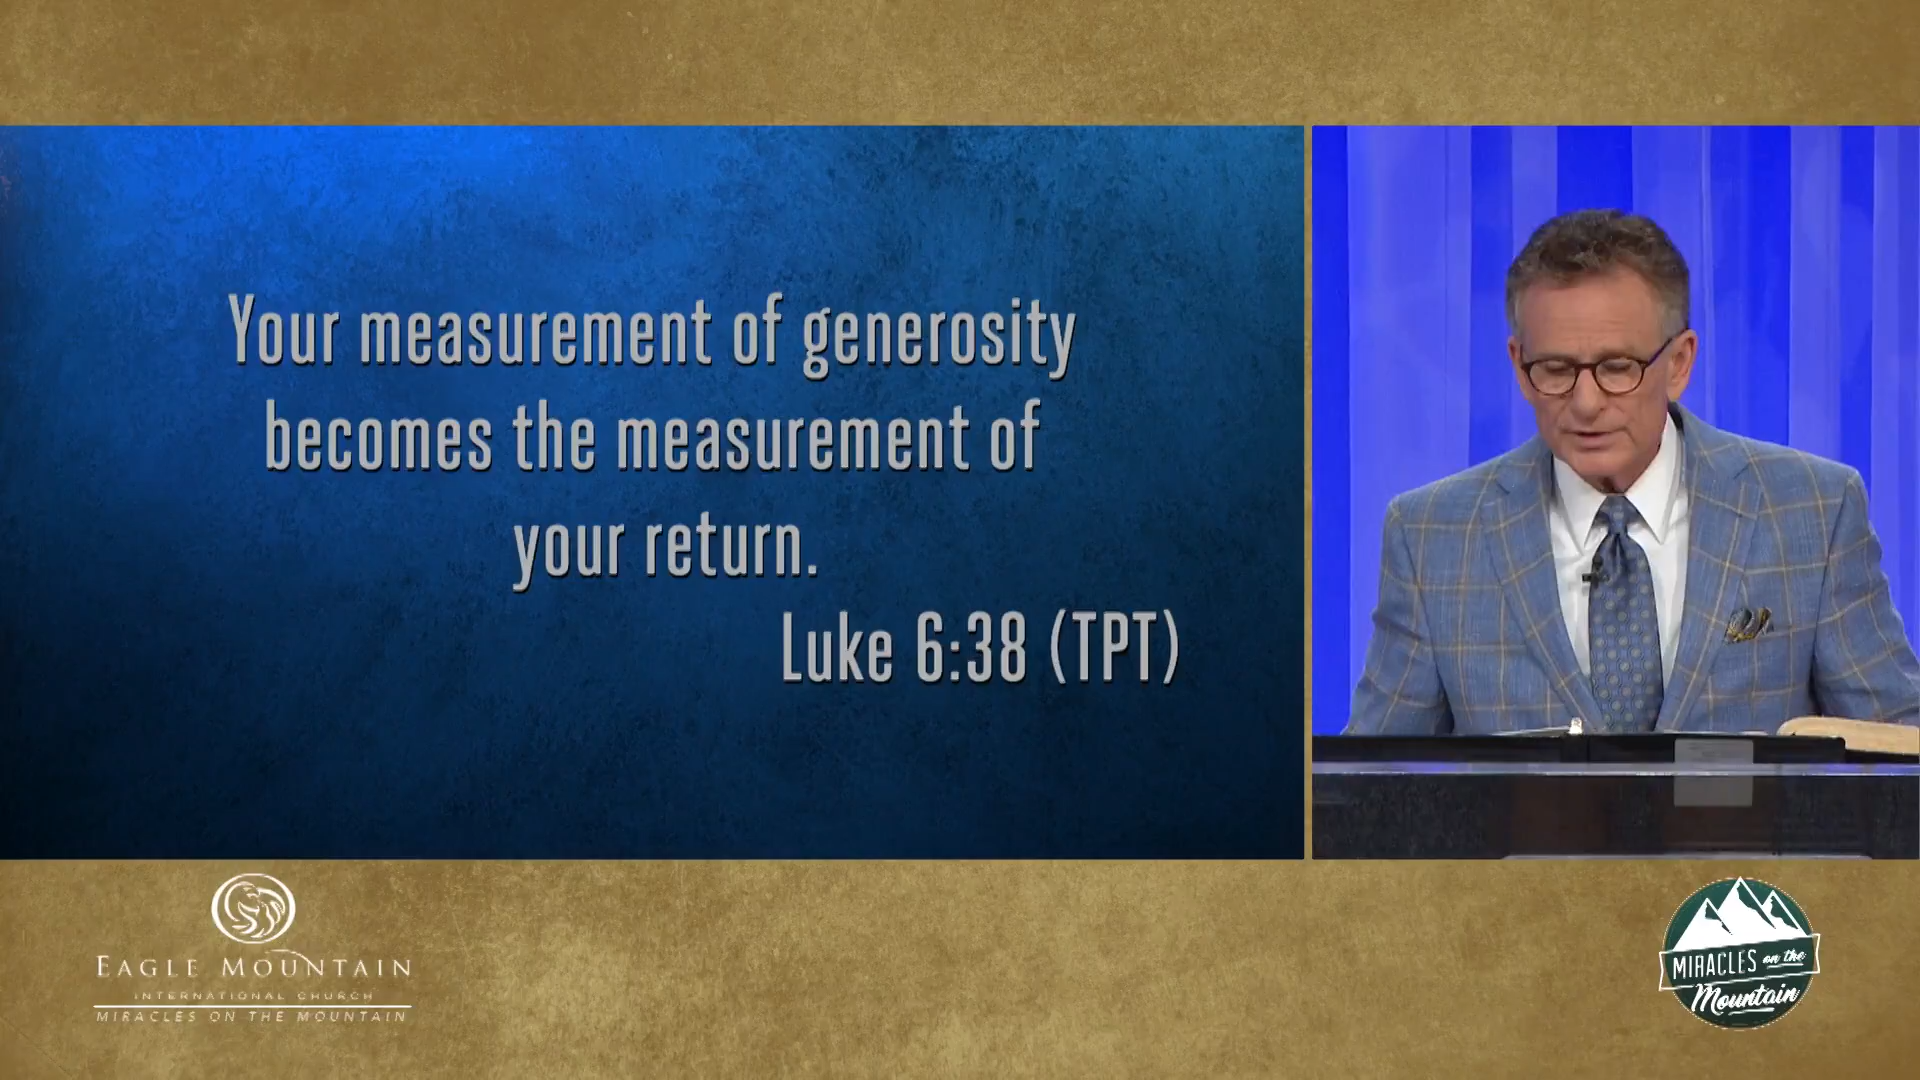 Your measurement of generosity
becomes the measurement of
your return.
Luke 6:38 (TPT)
EAGLE MOUNTAIN
INTERNATIONAL CHURCH
MIRACLES ON THE MOUNTAIN
MIRACLES on the
Mountain